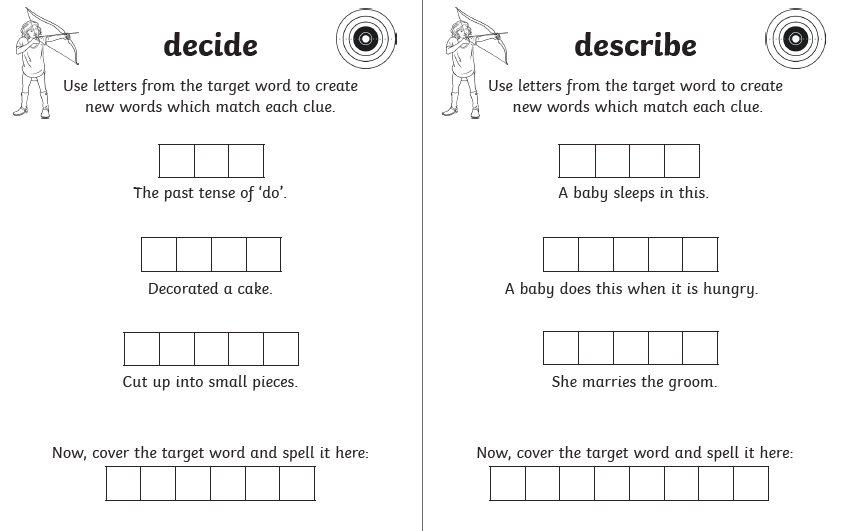 decide
Use letters from the target word to create
new words which match each clue.
The past tense of ‘do’.
Decorated a cake.
Cut up into small pieces.
Now, cover the target word and spell it here:
describe
Use letters from the target word to create
new words which match each clue.
A baby sleeps in this.
A baby does this when it is hungry.
She marries the groom.
Now, cover the target word and spell it here: